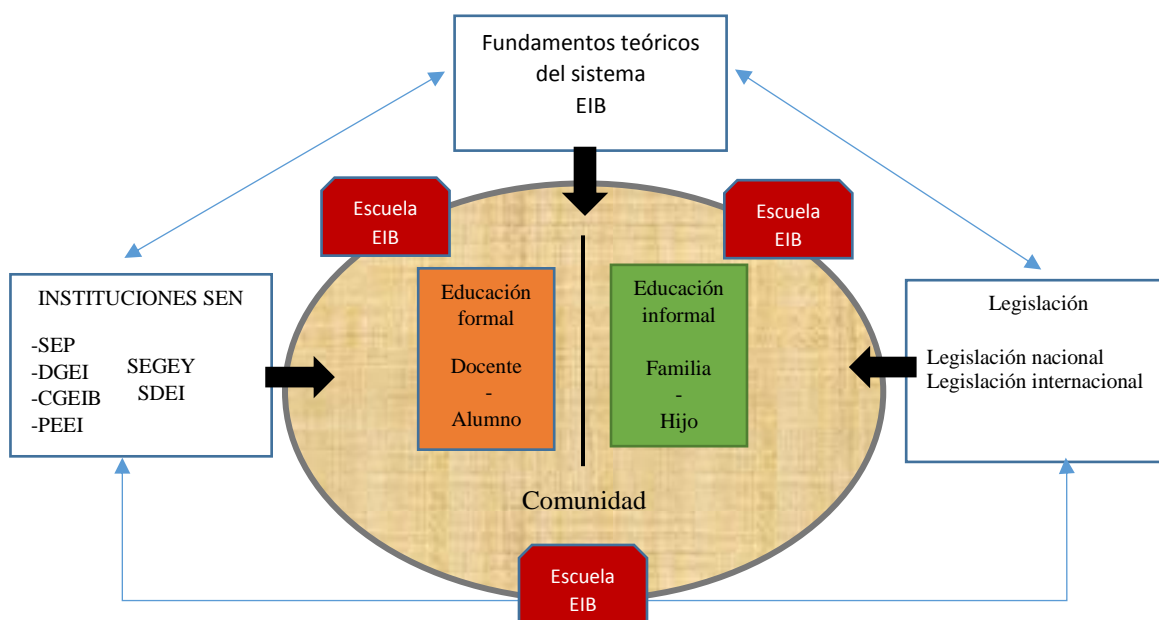 Fundamentos teóricos
del sistema
EIB
Escuela
EIB
Escuela
EIB
INSTITUCIONES SEN
-SEP
-DGEI
-CGEIB
-PEEI
SEGEY
SDEI
Educación
formal
Docente
-
Alumno
Educación
informal
Familia
-
Hijo
Legislación
Legislación nacional
Legislación internacional
Comunidad
Escuela
EIB